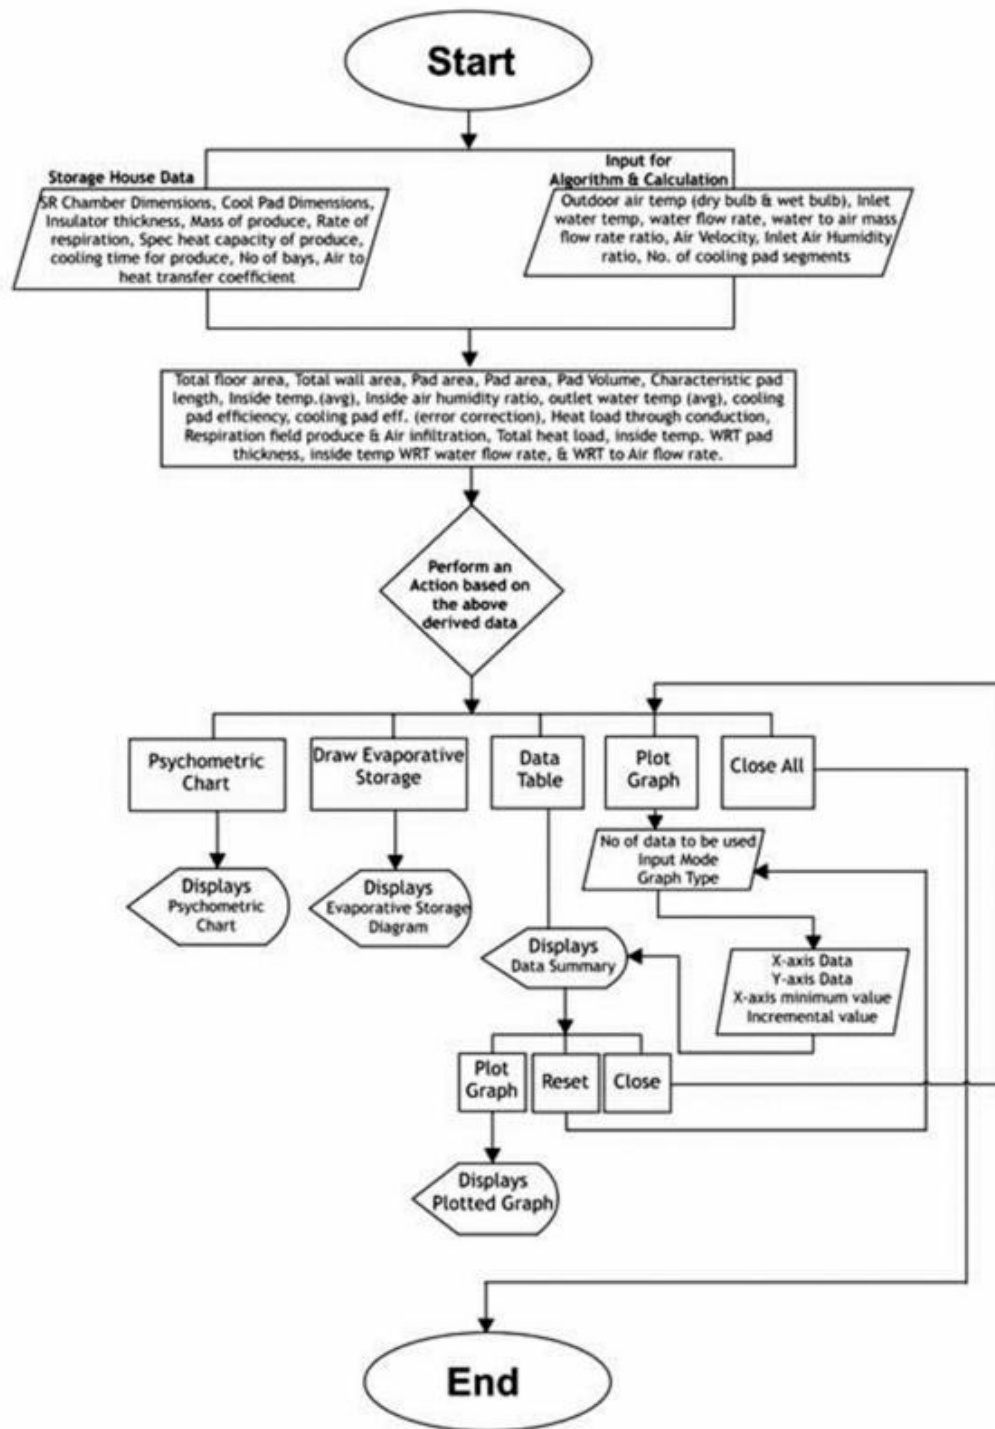 Start
Storage House Data
SR Chamber Dimensions, Cool Pad Dimensions,
Insulator thickness, Mass of produce, Rate of
respiration, Spec heat capacity of produce,
cooling time for produce, No of bays, Air to
heat transfer coefficient
Input for
Algorithm & Calculation
Outdoor air temp (dry bulb & wet bulb), Inlet
water temp, water flow rate, water to air mass
flow rate ratio, Air Velocity, Inlet Air Humidity
ratio, No. of cooling pad segments
Total floor area, Total wall area, Pad area, Pad area, Pad Volume, Characteristic pad
length, Inside temp.(avg), Inside air humidity ratio, outlet water temp (avg), cooling
pad efficiency, cooling pad eff. (error correction), Heat load through conduction,
Respiration field produce & Air infiltration, Total heat load, inside temp. WRT pad
thickness, inside temp WRT water flow rate, & WRT to Air flow rate.
Perform an
Action based on
the above
derived data
Psychometric
Chart
Draw Evaporative
Storage
Data
Table
Plot
Graph
Close All
Displays
Psychometric
Chart
Displays
Evaporative Storage
Diagram
No of data to be used
Input Mode
Graph Type
Displays
Data Summary
X-axis Data
Y-axis Data
X-axis minimum value
Incremental value
Plot
Graph
Reset
Close
Displays
Plotted Graph
End